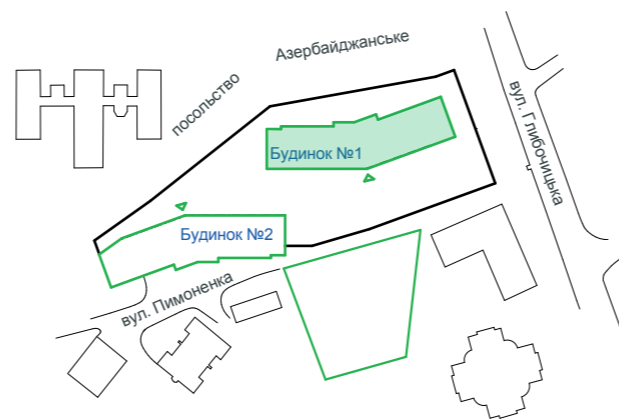 Азербайджанське
посольство
вул. Глибочицька
Будинок №1
Будинок №2
вул. Пимоненка